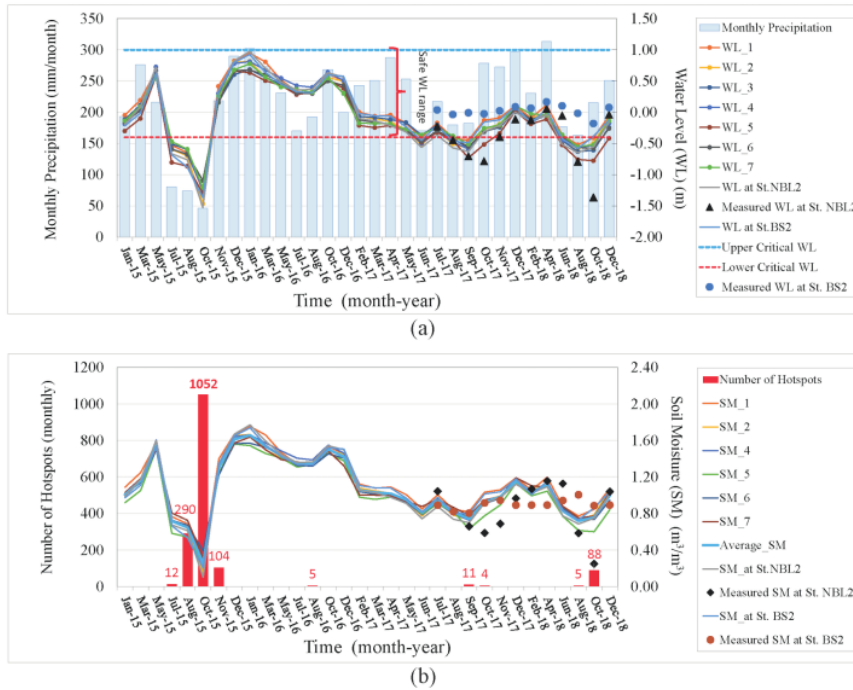 350
300
250
200
150
100
50
0
Monthly Precipitation (mm/month)
Safe WL range
1.50
1.00
0.50
0.00
-0.50
-1.00
-1.50
-2.00
Water Level (WL) (m)
Jan-15
Mar-15
May-15
Jul-15
Aug-15
Oct-15
Nov-15
Dec-15
Jan-16
Mar-16
May-16
Jul-16
Aug-16
Oct-16
Dec-16
Feb-17
Mar-17
Apr-17
May-17
Jun-17
Jul-17
Aug-17
Sep-17
Oct-17
Nov-17
Dec-17
Feb-18
Apr-18
Jun-18
Aug-18
Oct-18
Dec-18
Time (month-year)
Monthly Precipitation
WL_1
WL_2
WL_3
WL_4
WL_5
WL_6
WL_7
WL at St.NBL2
Measured WL at St. NBL2
WL at St.BS2
Upper Critical WL
Lower Critical WL
Measured WL at St. BS2
(a)
1200
1000
800
600
400
200
0
Number of Hotspots (monthly)
12
290
1052
104
5
11
4
5
88
2.40
2.00
1.60
1.20
0.80
0.40
0.00
Soil Moisture (SM) (m³/m³)
Jan-15
Mar-15
May-15
Jul-15
Aug-15
Oct-15
Nov-15
Dec-15
Jan-16
Mar-16
May-16
Jul-16
Aug-16
Oct-16
Dec-16
Feb-17
Mar-17
Apr-17
May-17
Jun-17
Jul-17
Aug-17
Sep-17
Oct-17
Nov-17
Dec-17
Feb-18
Apr-18
Jun-18
Aug-18
Oct-18
Dec-18
Time (month-year)
Number of Hotspots
SM_1
SM_2
SM_4
SM_5
SM_6
SM_7
Average_SM
SM_at St.NBL2
Measured SM at St. NBL2
SM_at St. BS2
Measured SM at St. BS2
(b)